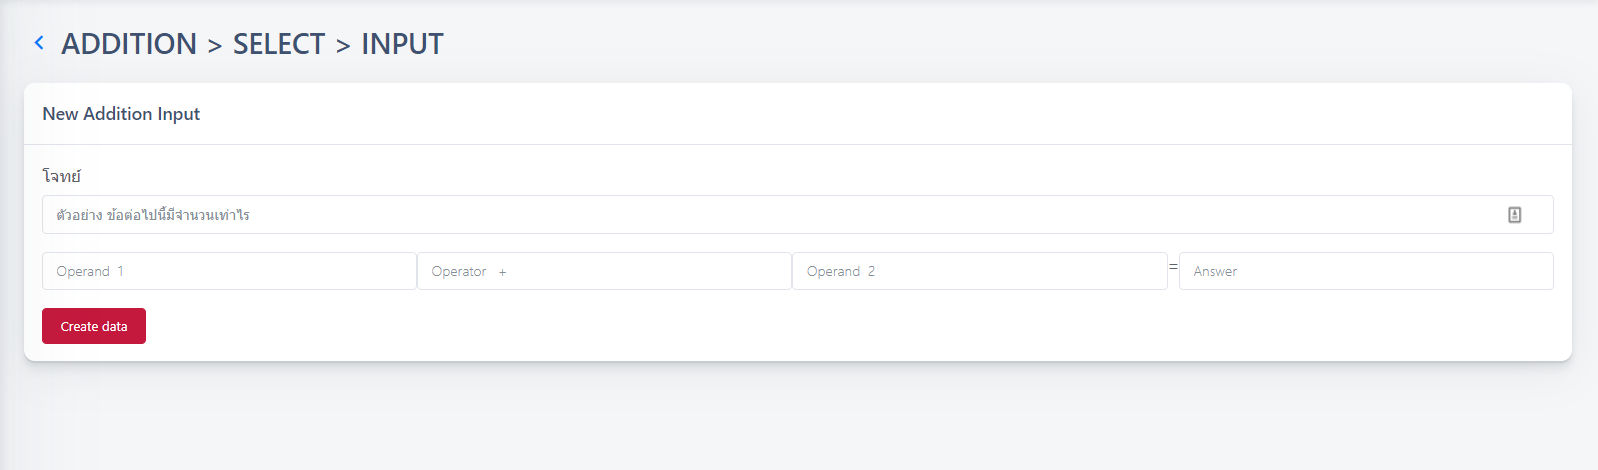 ADDITION > SELECT > INPUT
New Addition Input
โจทย์
ตัวอย่าง ข้อต่อไปนี้มีจำนวนเท่าไร
Operand 1 Operator + Operand 2 = Answer
Create data